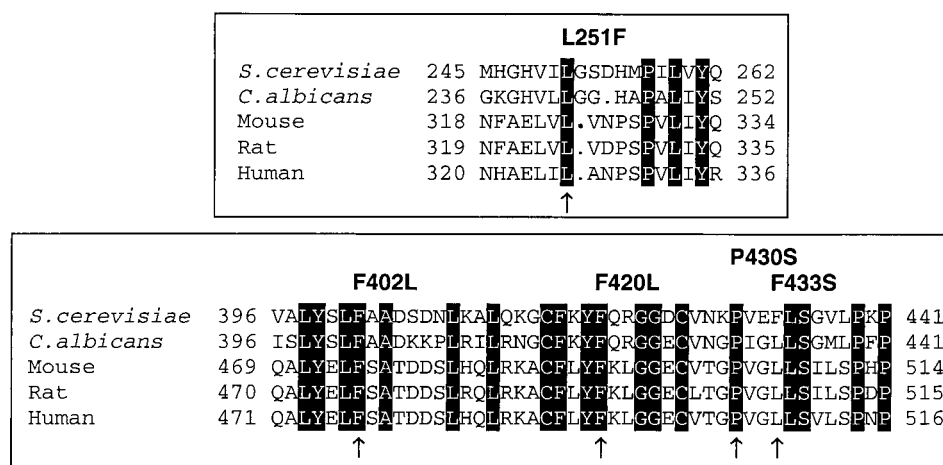 L251F
S.cerevisiae 245 MHGHVILGSDHMPILVYQ 262
C.albicans 236 GKGHVLLGG.HAPALIYS 252
Mouse 318 NFAELVL.VNPSPVLIYQ 334
Rat 319 NFAELVL.VDPSPVLIYQ 335
Human 320 NHAELIL.ANPSPVLIYR 336
↑
P430S
F402L F420L F433S
S.cerevisiae 396 VALYSLFAADSDNLKALQKGCFKYFQRGGDCVNKPVEFLSGVLPKP 441
C.albicans 396 ISLYSLFAADKKPLRILRNGCFKYFQRGGECVNGPIGLLSGMLPFP 441
Mouse 469 QALYELFSATDDSLHQLRKACFLYFKLGGECVTGPVGLLSILSPHP 514
Rat 470 QALYELFSATDDSLRQLRKACFLYFKLGGECLTGPVGLLSILSPDP 515
Human 471 QALYELFSATDDSLHQLRKACFLYFKLGGECVTGPVGLLSVLSPNP 516
↑ ↑ ↑ ↑